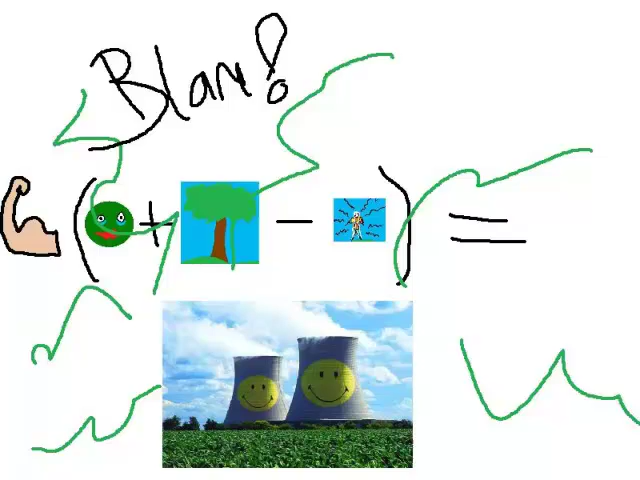 Blam!
( + - ) =